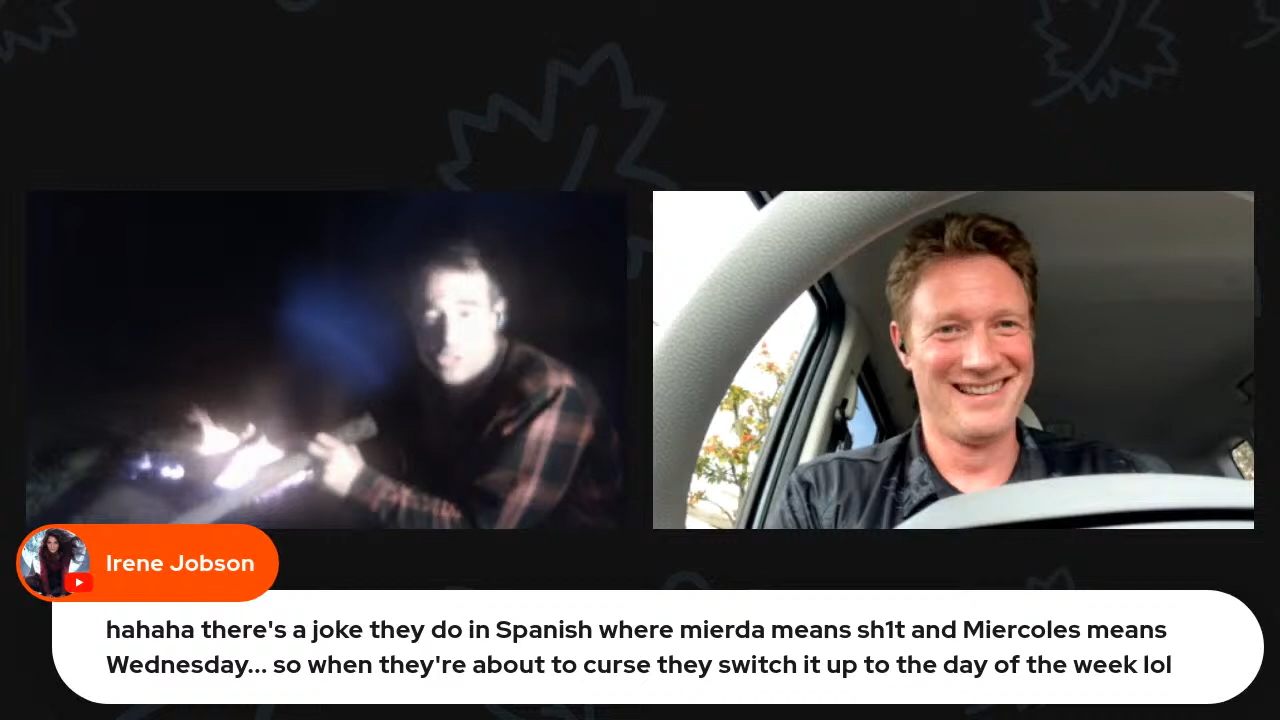 Irene Jobson
hahaha there's a joke they do in Spanish where mierda means sh1t and Miercoles means
Wednesday... so when they're about to curse they switch it up to the day of the week lol